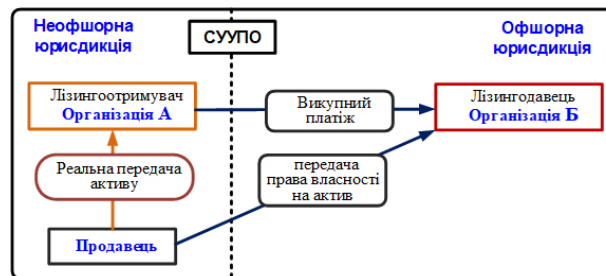 Неофшорна
юрисдикція
СУУПО
Офшорна
юрисдикція
Лізингоотримувач
Організація А
Викупний
платіж
Лізингодавець
Організація Б
Реальна передача
активу
передача
права власності
на актив
Продавець